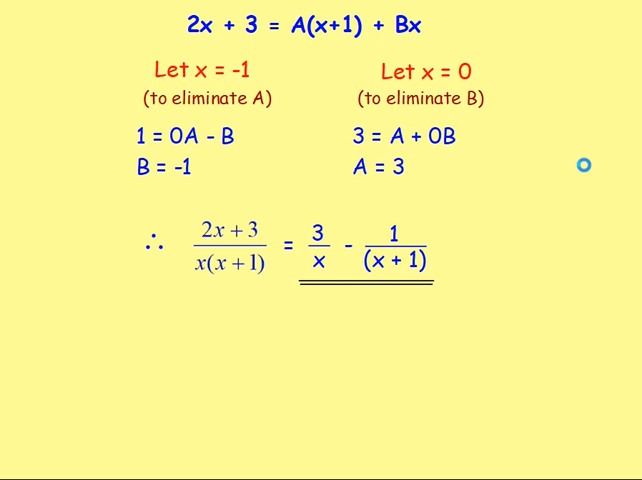 2x + 3 = A(x+1) + Bx
Let x = -1
(to eliminate A)
1 = 0A - B
B = -1
Let x = 0
(to eliminate B)
3 = A + 0B
A = 3
∴ (2x + 3)/(x(x + 1)) = 3/x - 1/(x + 1)